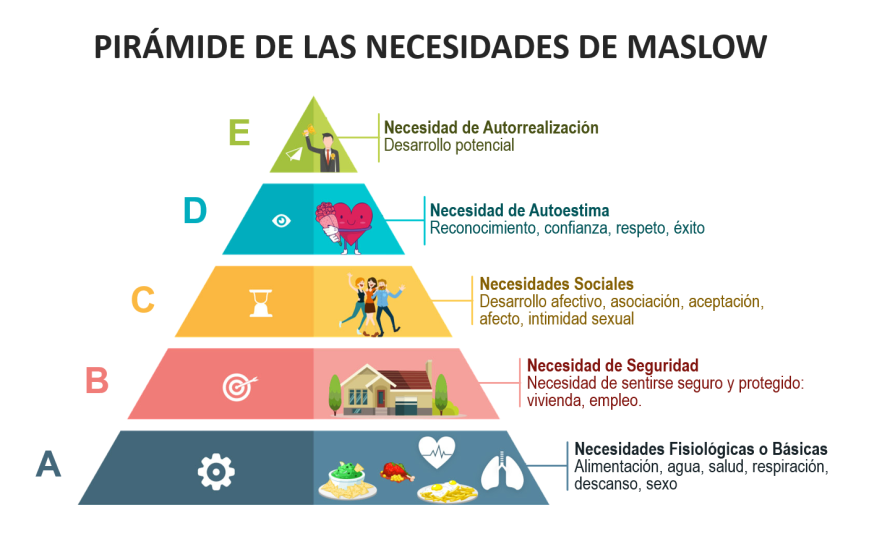 PIRÁMIDE DE LAS NECESIDADES DE MASLOW
E
Necesidad de Autorrealización
Desarrollo potencial
D
Necesidad de Autoestima
Reconocimiento, confianza, respeto, éxito
C
Necesidades Sociales
Desarrollo afectivo, asociación, aceptación,
afecto, intimidad sexual
B
Necesidad de Seguridad
Necesidad de sentirse seguro y protegido:
vivienda, empleo.
A
Necesidades Fisiológicas o Básicas
Alimentación, agua, salud, respiración,
descanso, sexo